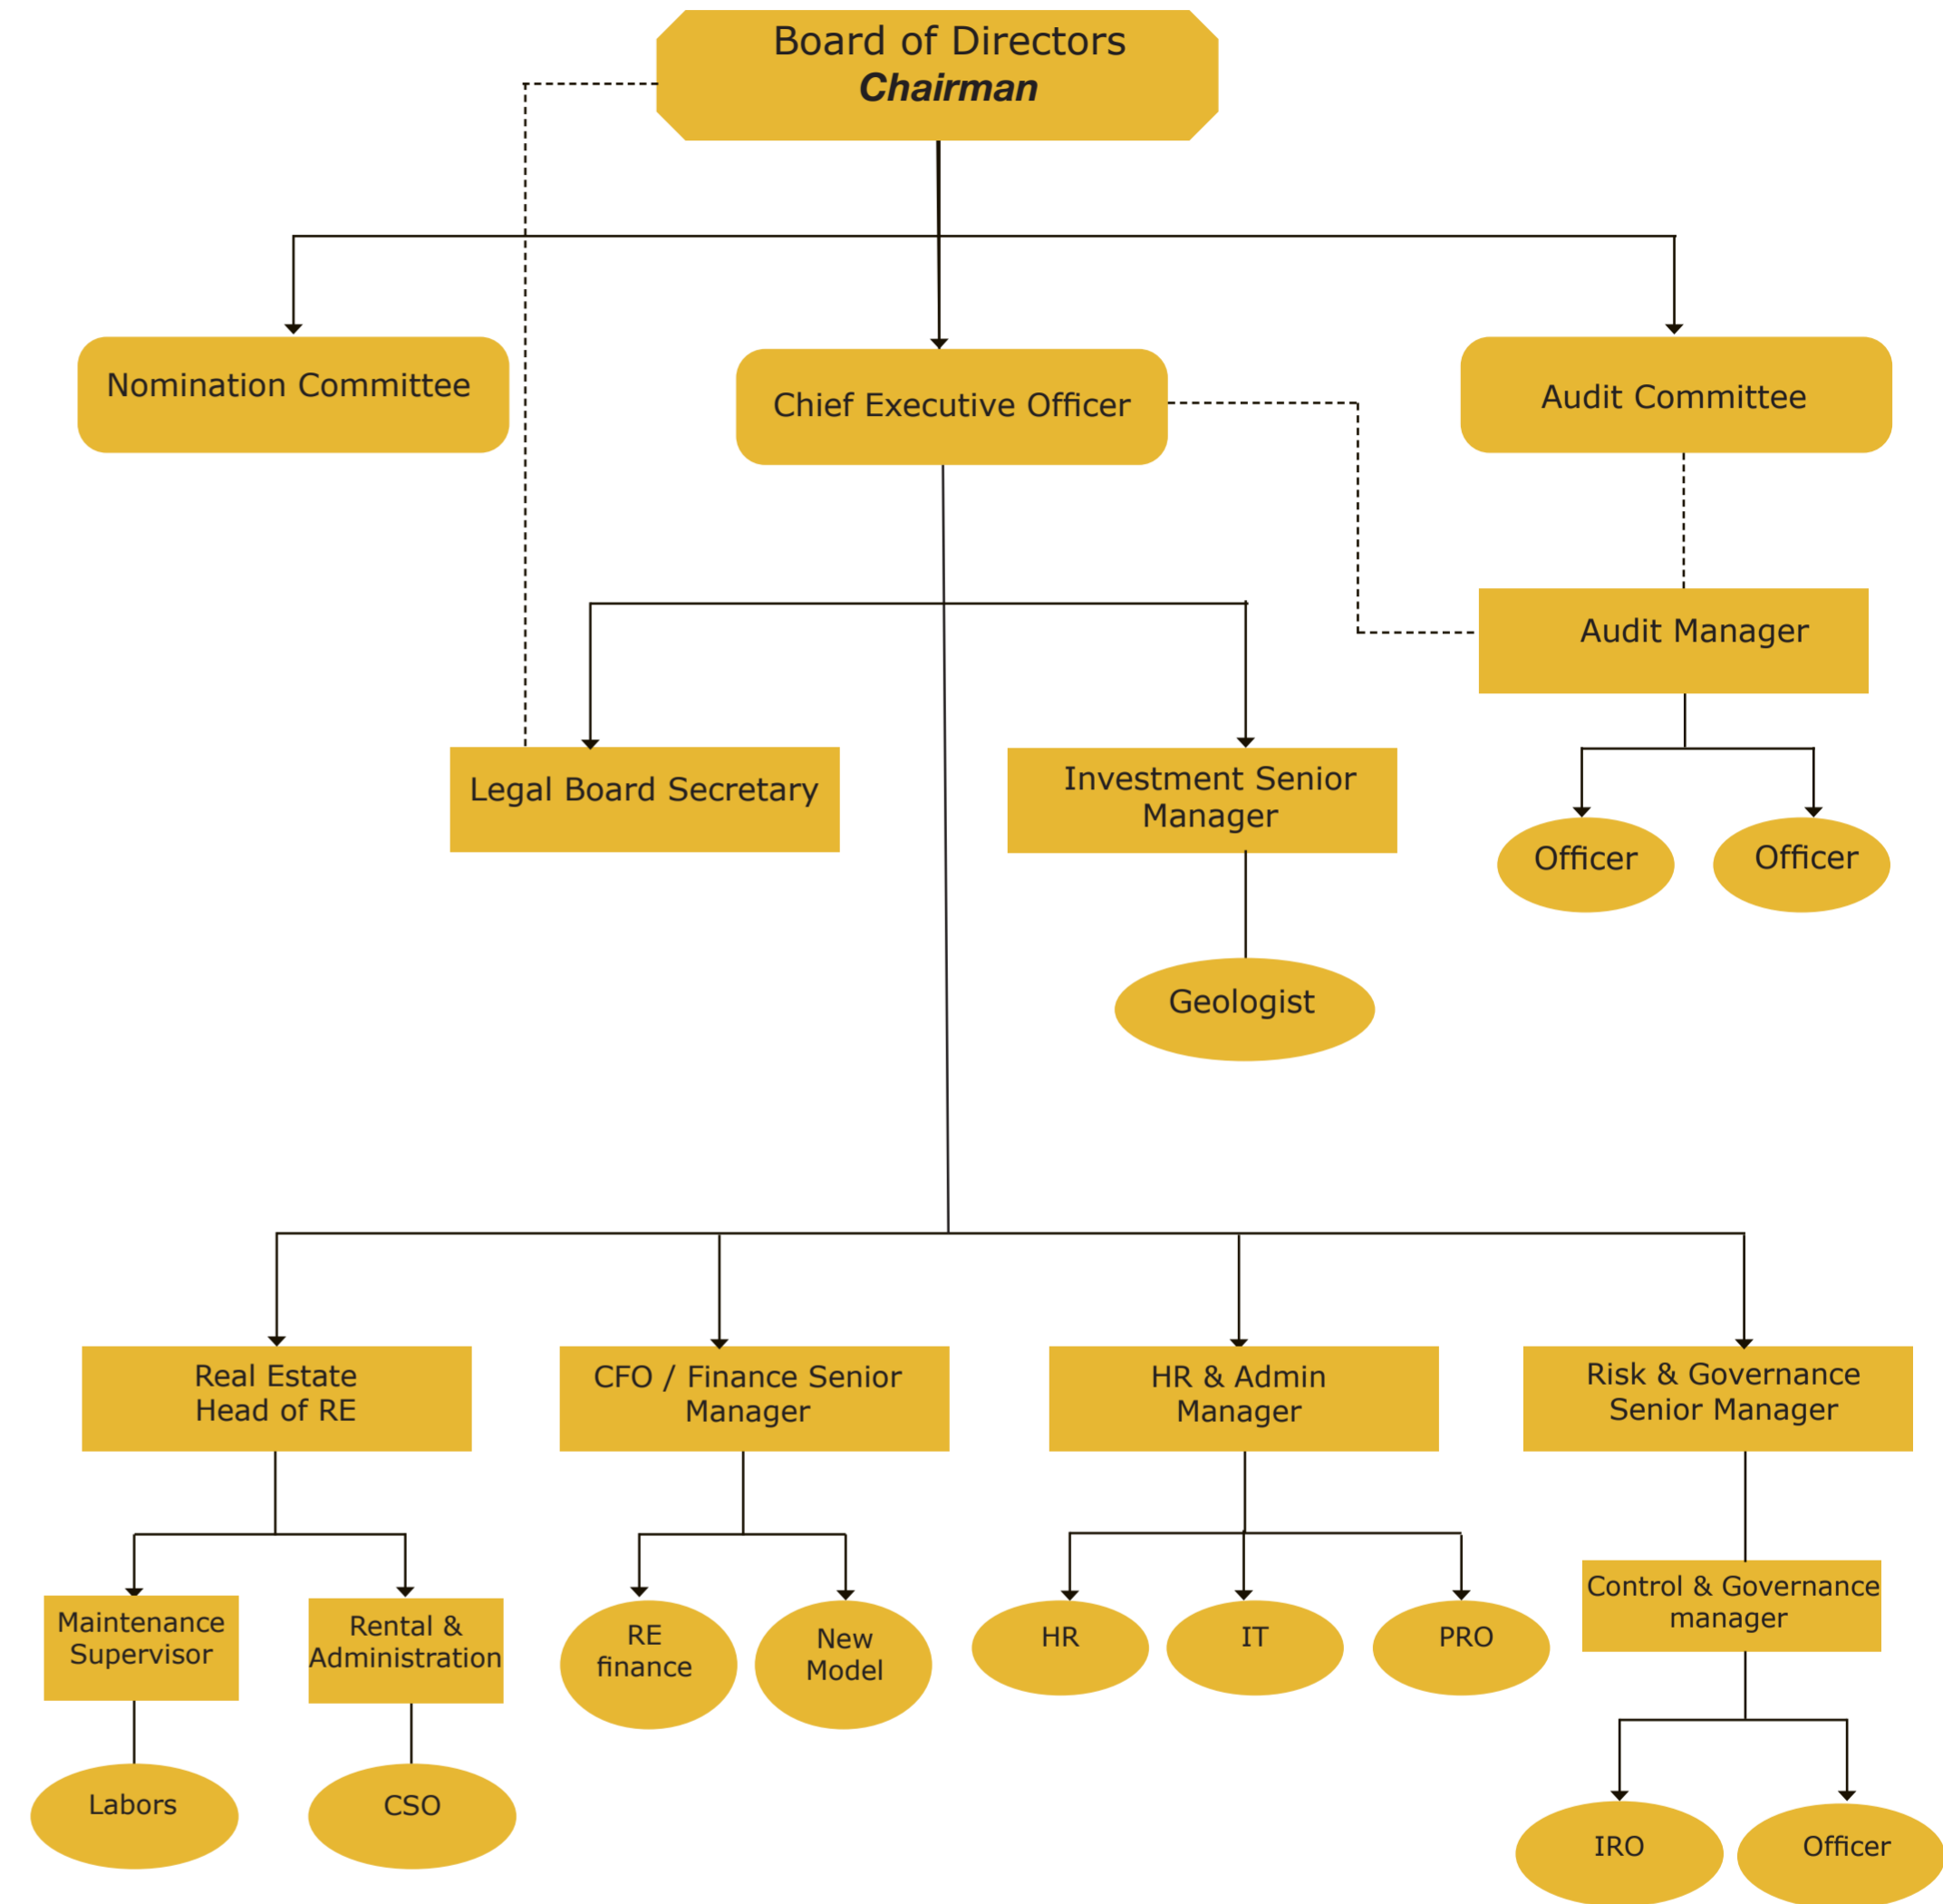 Board of Directors
Chairman
Nomination Committee
Chief Executive Officer
Audit Committee
Audit Manager
Legal Board Secretary
Investment Senior
Manager
Officer
Officer
Geologist
Real Estate
Head of RE
CFO / Finance Senior
Manager
HR & Admin
Manager
Risk & Governance
Senior Manager
Maintenance
Supervisor
Rental &
Administration
RE
finance
New
Model
HR
IT
PRO
Control & Governance
manager
Labors
CSO
IRO
Officer